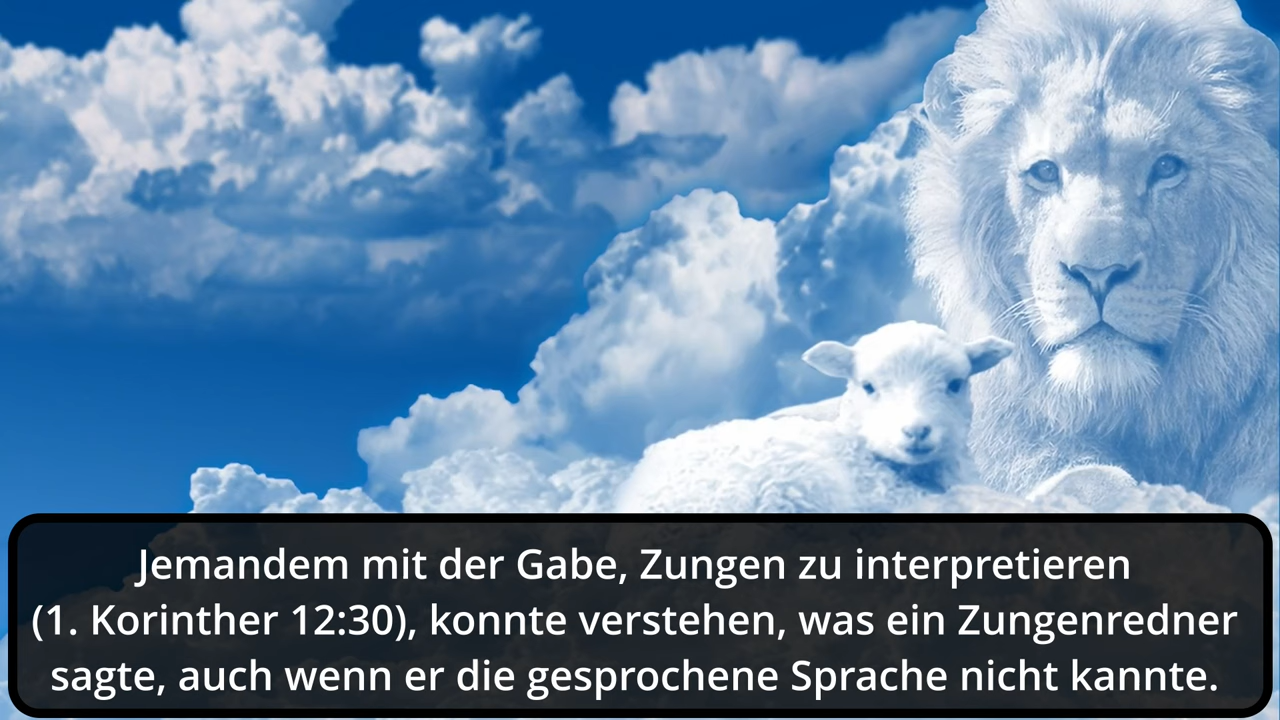 Jemandem mit der Gabe, Zungen zu interpretieren
(1. Korinther 12:30), konnte verstehen, was ein Zungenredner
sagte, auch wenn er die gesprochene Sprache nicht kannte.